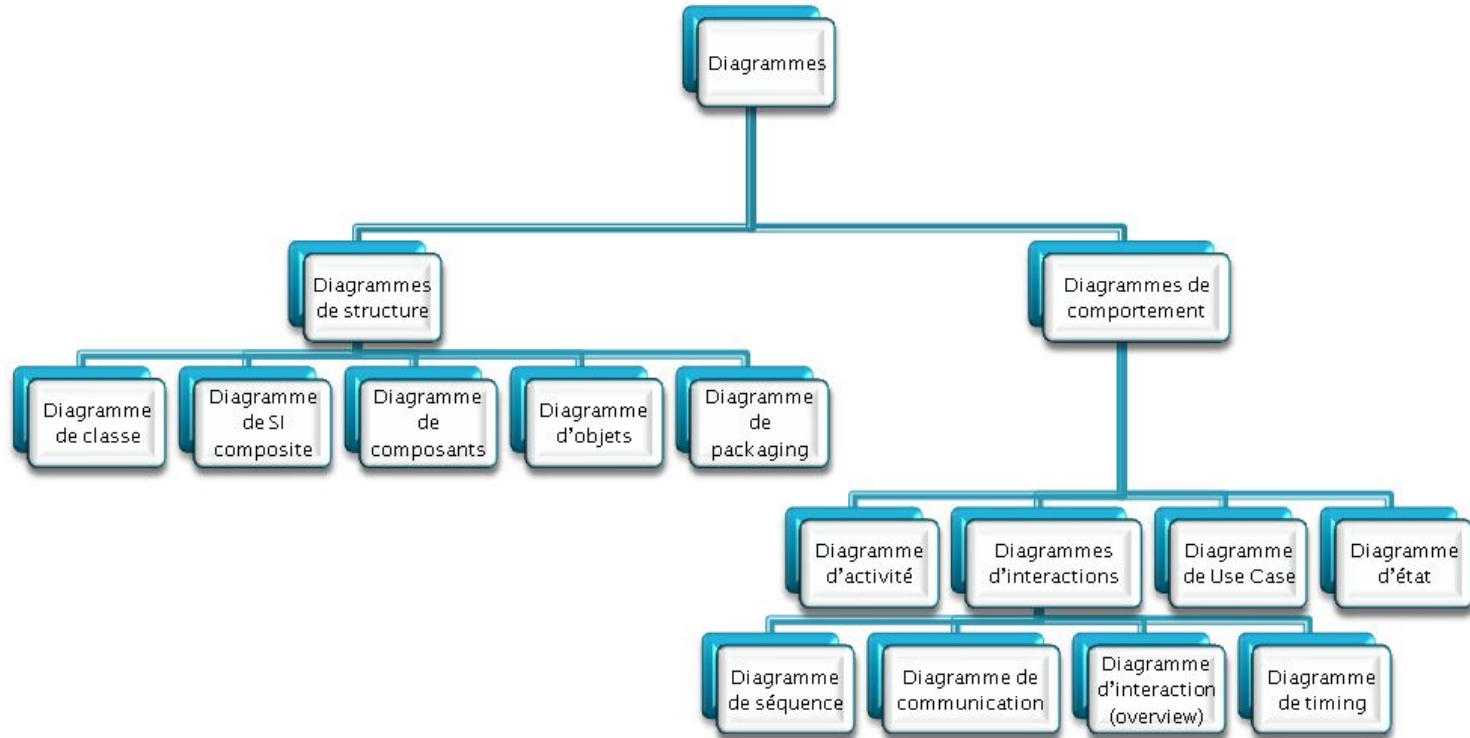 Diagrammes
Diagrammes
de structure
Diagrammes de
comportement
Diagramme
de classe
Diagramme
de SI
composite
Diagramme
de
composants
Diagramme
d'objets
Diagramme
de
packaging
Diagramme
d'activité
Diagrammes
d'interactions
Diagramme
de Use Case
Diagramme
d'état
Diagramme
de séquence
Diagramme de
communication
Diagramme
d'interaction
(overview)
Diagramme
de timing